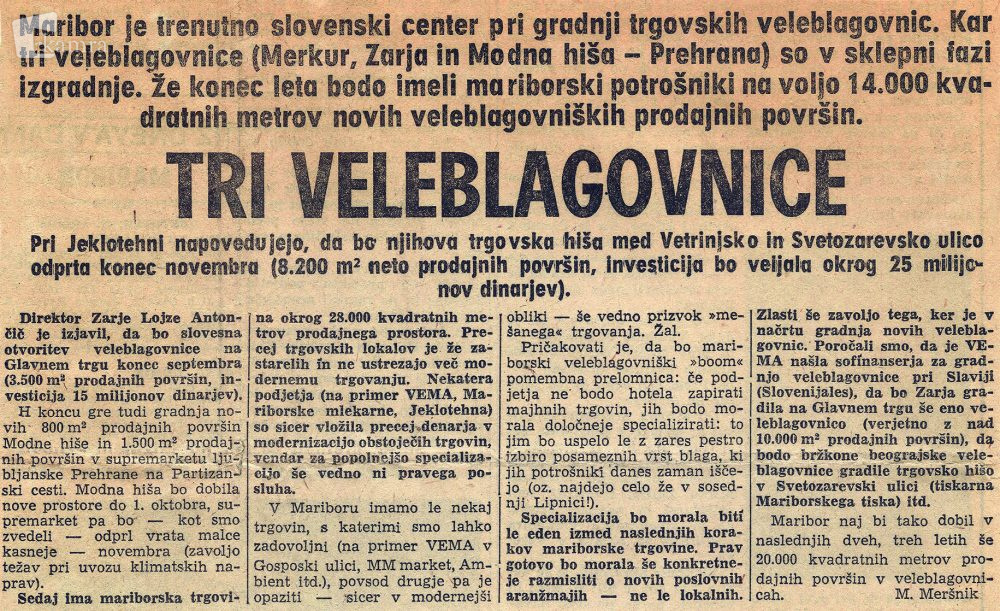 Maribor je trenutno slovenski center pri gradnji trgovskih veleblagovnic. Kar
tri veleblagovnice (Merkur, Zarja in Modna hiša – Prehrana) so v sklepni fazi
izgradnje. Že konec leta bodo imeli mariborski potrošniki na voljo 14.000 kva-
dratnih metrov novih veleblagovniških prodajnih površin.
TRI VELEBLAGOVNICE
Pri Jeklotehni napovedujejo, da bo njihova trgovska hiša med Vetrinjsko in Svetozarevsko ulico
odprta konec novembra (8.200 m² neto prodajnih površin, investicija bo veljala okrog 25 milijo-
nov dinarjev).
Direktor Zarje Lojze Anton-
čič je izjavil, da bo slovesna
otvoritev veleblagovnice na
Glavnem trgu konec septembra
(3.500 m² prodajnih površin, in-
vesticija 15 milijonov dinarjev).
H koncu gre tudi gradnja no-
vih 800 m² prodajnih površin
Modne hiše in 1.500 m² prodaj-
nih površin v supermarketu lju-
bljanske Prehrane na Partizan-
ski cesti. Modna hiša bo dobila
nove prostore do 1. oktobra, su-
permarket pa bo — kot smo
zvedeli — odprl vrata malce
kasneje — novembra (zavoljo
težav pri uvozu klimatskih na-
prav).
Sedaj ima mariborska trgovi-
na okrog 28.000 kvadratnih me-
trov prodajnega prostora. Pre-
cej trgovskih lokalov je že za-
starelih in ne ustrezajo več mo-
dernemu trgovanju. Nekatera
podjetja (na primer VEMA, Ma-
riborske mlekarne, Jeklotehna)
so sicer vložila precej denarja v
modernizacijo obstoječih trgovin,
vendar za popolnejšo specializa-
cijo še vedno ni pravega po-
sluha.
V Mariboru imamo le nekaj
trgovin, s katerimi smo lahko
zadovoljni (na primer VEMA v
Gosposki ulici, MM market, Am-
bient itd.), povsod drugje pa je
opaziti — sicer v modernejši
obliki — še vedno prizvok »me-
šanega« trgovanja. Žal.
Pričakovati je, da bo mari-
borski veleblagovniški »boom«
pomembna prelomnica: če pod-
jetja ne bodo hotela zapirati
majhnih trgovin, jih bodo mo-
rala določneje specializirati: to
jim bo uspelo le z zares pestro
izbiro posameznih vrst blaga, ki
jih potrošniki danes zaman išče-
jo (oz. najdejo celo že v sosed-
nji Lipnici!).
Specializacija bo morala biti
le eden izmed naslednjih kora-
kov mariborske trgovine. Prav
gotovo bo morala še konkretne-
je razmisliti o novih poslovnih
aranžmajih — ne le lokalnih.
Zlasti še zavoljo tega, ker je v
načrtu gradnja novih velebla-
govnic. Poročali smo, da je VE-
MA našla sofinanserja za grad-
njo veleblagovnice pri Slaviji
(Slovenijales), da bo Zarja gra-
dila na Glavnem trgu še eno ve-
leblagovnico (verjetno z nad
10.000 m² prodajnih površin), da
bodo bržkone beograjske vele-
blagovnice gradile trgovsko hišo
v Svetozarevski ulici (tiskarna
Mariborskega tiska) itd.
Maribor naj bi tako dobil v
naslednjih dveh, treh letih še
20.000 kvadratnih metrov pro-
dajnih površin v veleblagovni-
cah.
M. Meršnik